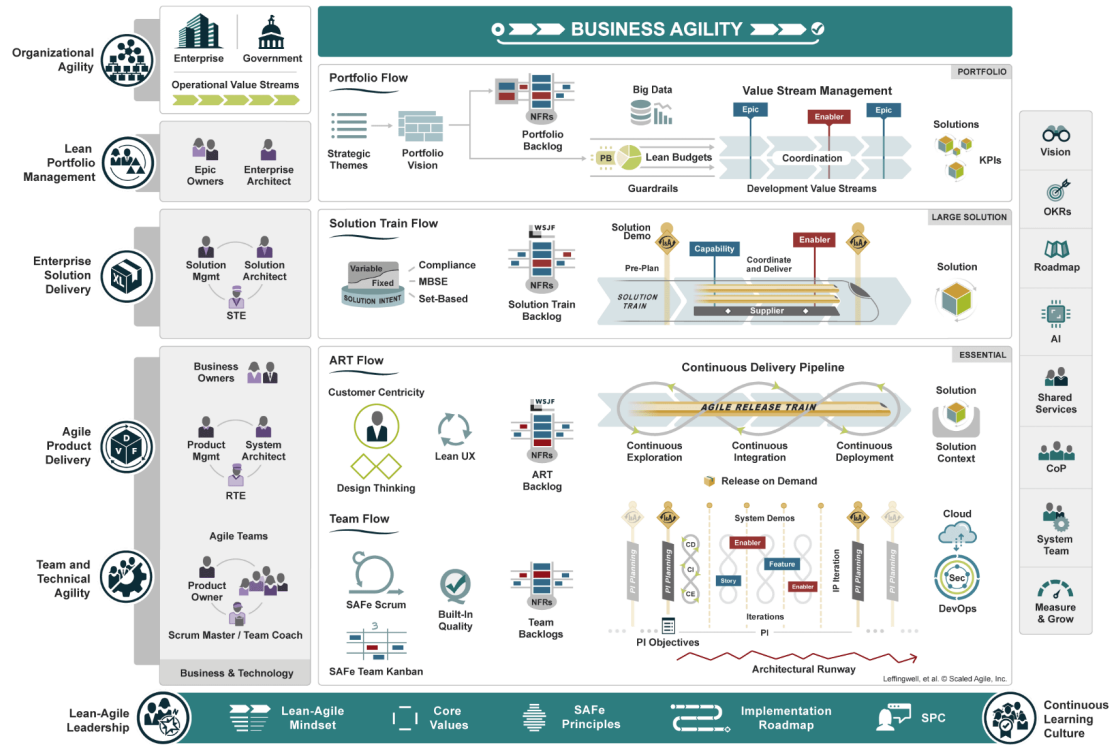 Organizational
Agility
Enterprise
Government
Operational Value Streams
BUSINESS AGILITY
PORTFOLIO
Portfolio Flow
Strategic
Themes
Portfolio
Vision
NFRs
Portfolio
Backlog
Big Data
PB
Lean Budgets
Guardrails
Value Stream Management
Epic
Enabler
Epic
Coordination
Development Value Streams
Solutions
KPIs
Lean
Portfolio
Management
Epic
Owners
Enterprise
Architect
Enterprise
Solution
Delivery
XL
Solution
Mgmt
Solution
Architect
STE
LARGE SOLUTION
Solution Train Flow
Variable
Fixed
SOLUTION INTENT
Compliance
MBSE
Set-Based
WSJF
NFRs
Solution Train
Backlog
Solution
Demo
I&A
I&A
Pre-Plan
Capability
Coordinate
and Deliver
Enabler
SOLUTION
TRAIN
Supplier
Solution
Agile
Product
Delivery
D
V
F
Business
Owners
Product
Mgmt
System
Architect
RTE
ESSENTIAL
ART Flow
Customer Centricity
Design Thinking
Lean UX
WSJF
NFRs
ART
Backlog
Continuous Delivery Pipeline
AGILE RELEASE TRAIN
Continuous
Exploration
Continuous
Integration
Continuous
Deployment
Release on Demand
Solution
Solution
Context
Team and
Technical
Agility
Agile Teams
Product
Owner
Scrum Master / Team Coach
Business & Technology
Team Flow
SAFe Scrum
3
SAFe Team Kanban
Built-In
Quality
NFRs
Team
Backlogs
I&A
I&A
I&A
I&A
PI Planning
PI Planning
CD
CI
CE
System Demos
Enabler
Feature
Story
Enabler
Iterations
IP Iteration
PI Planning
PI Planning
PI
PI Objectives
Architectural Runway
Cloud
Sec
DevOps
Leffingwell, et al. © Scaled Agile, Inc.
Vision
OKRs
Roadmap
AI
Shared
Services
CoP
System
Team
Measure
& Grow
Lean-Agile
Leadership
Lean-Agile
Mindset
Core
Values
SAFe
Principles
Implementation
Roadmap
SPC
Continuous
Learning
Culture